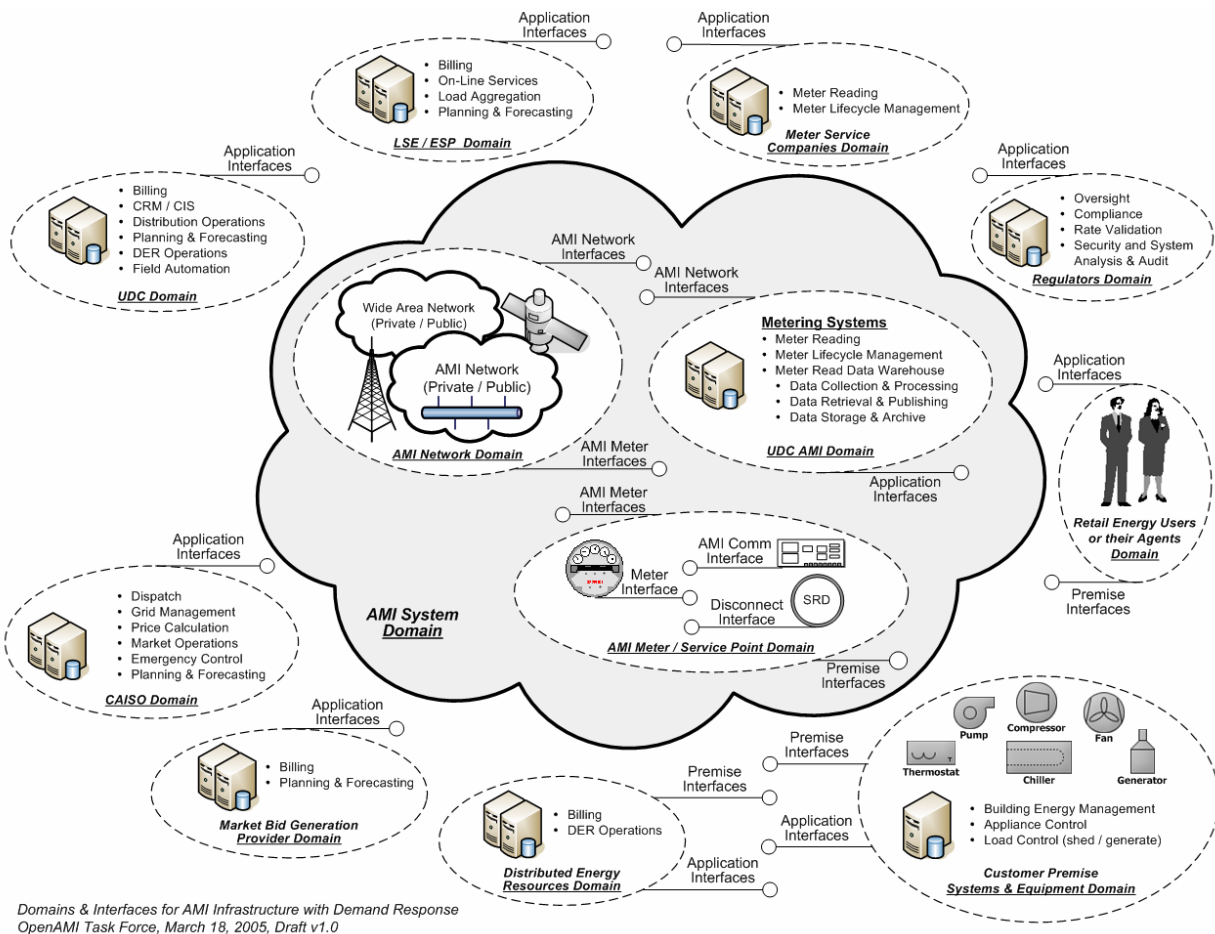 Application
Interfaces
• Billing
• On-Line Services
• Load Aggregation
• Planning & Forecasting
LSE / ESP Domain
Application
Interfaces
• Meter Reading
• Meter Lifecycle Management
Meter Service
Companies Domain
Application
Interfaces
• Billing
• CRM / CIS
• Distribution Operations
• Planning & Forecasting
• DER Operations
• Field Automation
UDC Domain
Application
Interfaces
• Oversight
• Compliance
• Rate Validation
• Security and System
Analysis & Audit
Regulators Domain
AMI Network
Interfaces
Wide Area Network
(Private / Public)
AMI Network
(Private / Public)
AMI Network Domain
AMI Meter
Interfaces
AMI Network
Interfaces
Metering Systems
• Meter Reading
• Meter Lifecycle Management
• Meter Read Data Warehouse
• Data Collection & Processing
• Data Retrieval & Publishing
• Data Storage & Archive
UDC AMI Domain
Application
Interfaces
Application
Interfaces
Retail Energy Users
or their Agents
Domain
Premise
Interfaces
AMI Meter
Interfaces
AMI Comm
Interface
Meter
Interface
Disconnect
Interface
SRD
AMI Meter / Service Point Domain
Premise
Interfaces
AMI System
Domain
Application
Interfaces
• Dispatch
• Grid Management
• Price Calculation
• Market Operations
• Emergency Control
• Planning & Forecasting
CAISO Domain
Application
Interfaces
• Billing
• Planning & Forecasting
Market Bid Generation
Provider Domain
Premise
Interfaces
• Billing
• DER Operations
Distributed Energy
Resources Domain
Application
Interfaces
Premise
Interfaces
Application
Interfaces
Pump
Compressor
Fan
Thermostat
Chiller
Generator
• Building Energy Management
• Appliance Control
• Load Control (shed / generate)
Customer Premise
Systems & Equipment Domain
Domains & Interfaces for AMI Infrastructure with Demand Response
OpenAMI Task Force, March 18, 2005, Draft v1.0